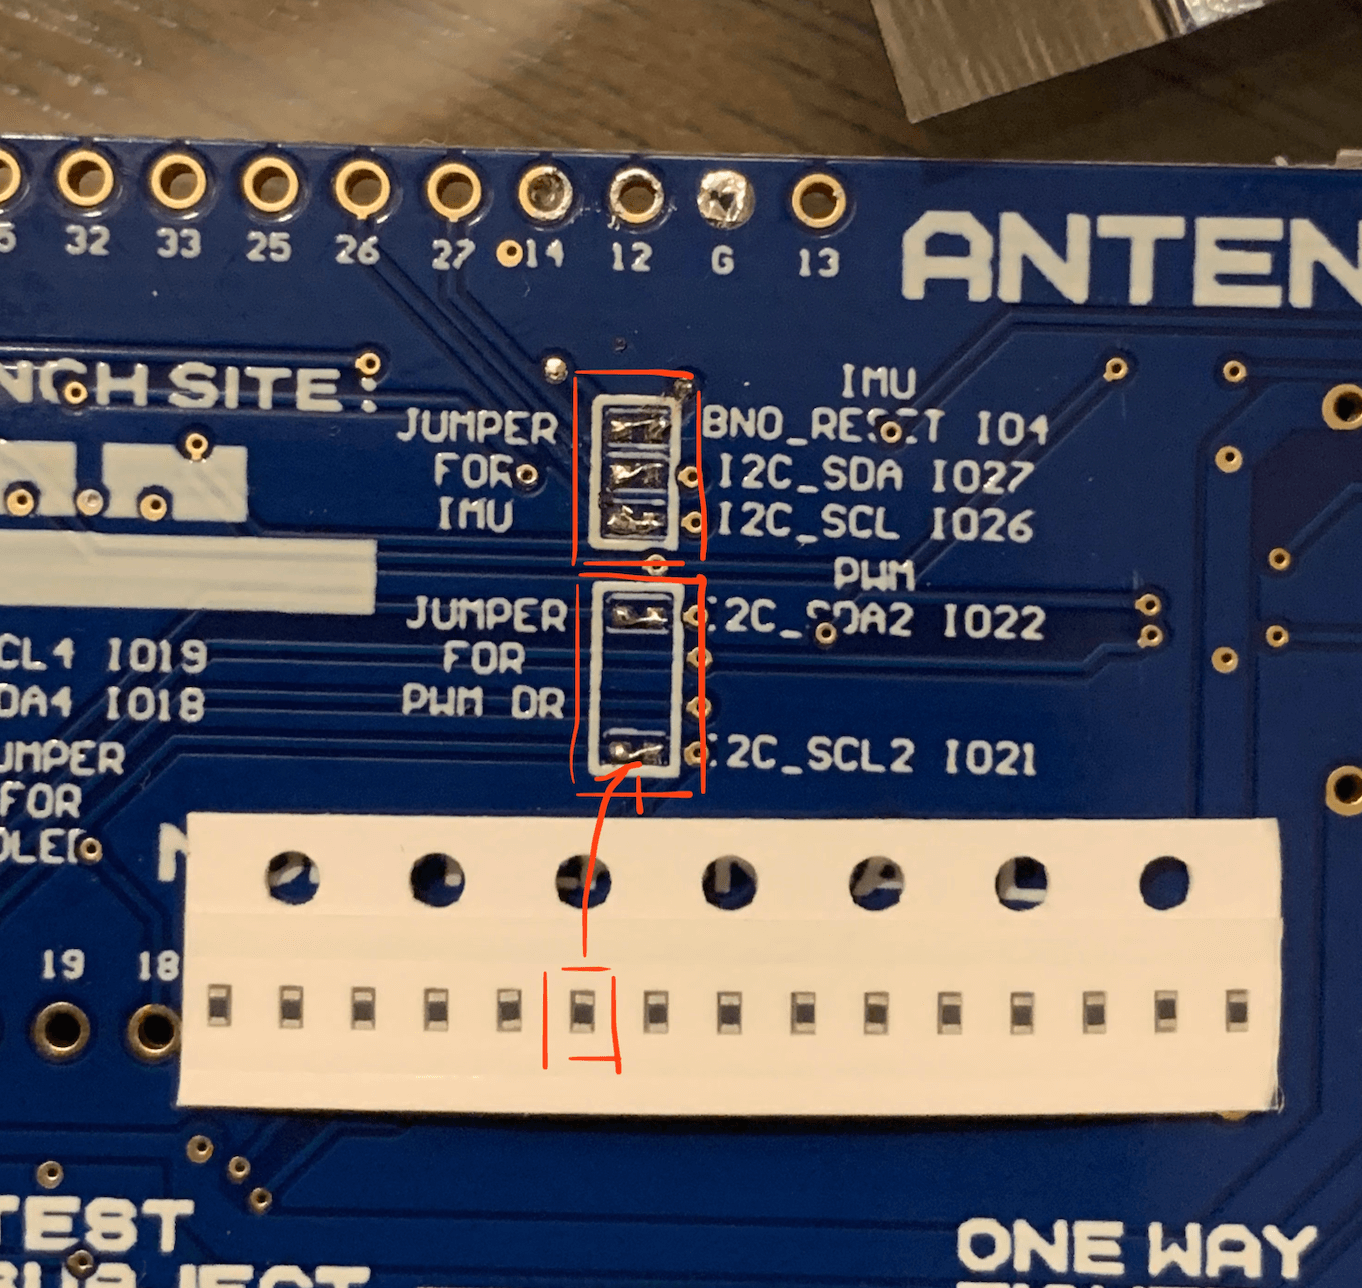 32 33 25 26 27 14 12 G 13
ANTEN
NCH SITE:
IMU
JUMPER
FOR
IMU
BNO_RESET IO4
I2C_SDA IO27
I2C_SCL IO26
PWM
JUMPER
FOR
PWM DR
I2C_SDA2 IO22
I2C_SCL2 IO21
CL4 IO19
DA4 IO18
UMPER
FOR
OLED
19 18
TEST
ONE WAY